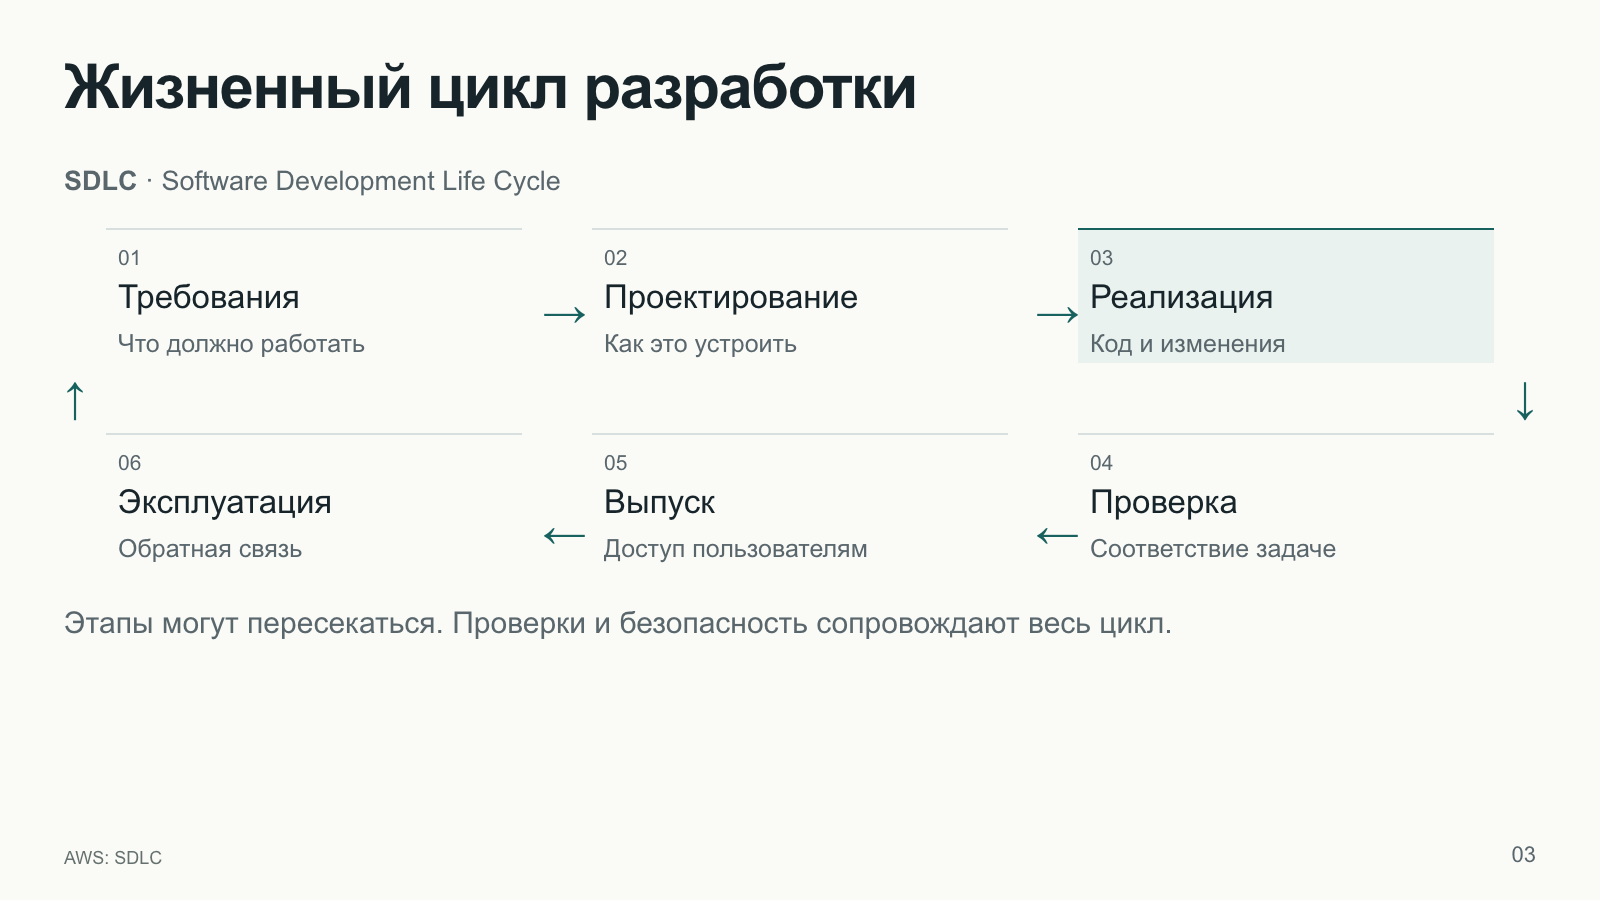 Жизненный цикл разработки
SDLC · Software Development Life Cycle
01
Требования
Что должно работать
→
02
Проектирование
Как это устроить
→
03
Реализация
Код и изменения
↑
↓
06
Эксплуатация
Обратная связь
←
05
Выпуск
Доступ пользователям
←
04
Проверка
Соответствие задаче
Этапы могут пересекаться. Проверки и безопасность сопровождают весь цикл.
AWS: SDLC
03